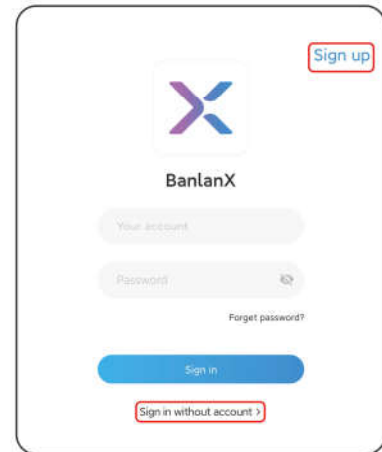 Sign up
BanlanX
Your account
Password
Forget password?
Sign in
Sign in without account >